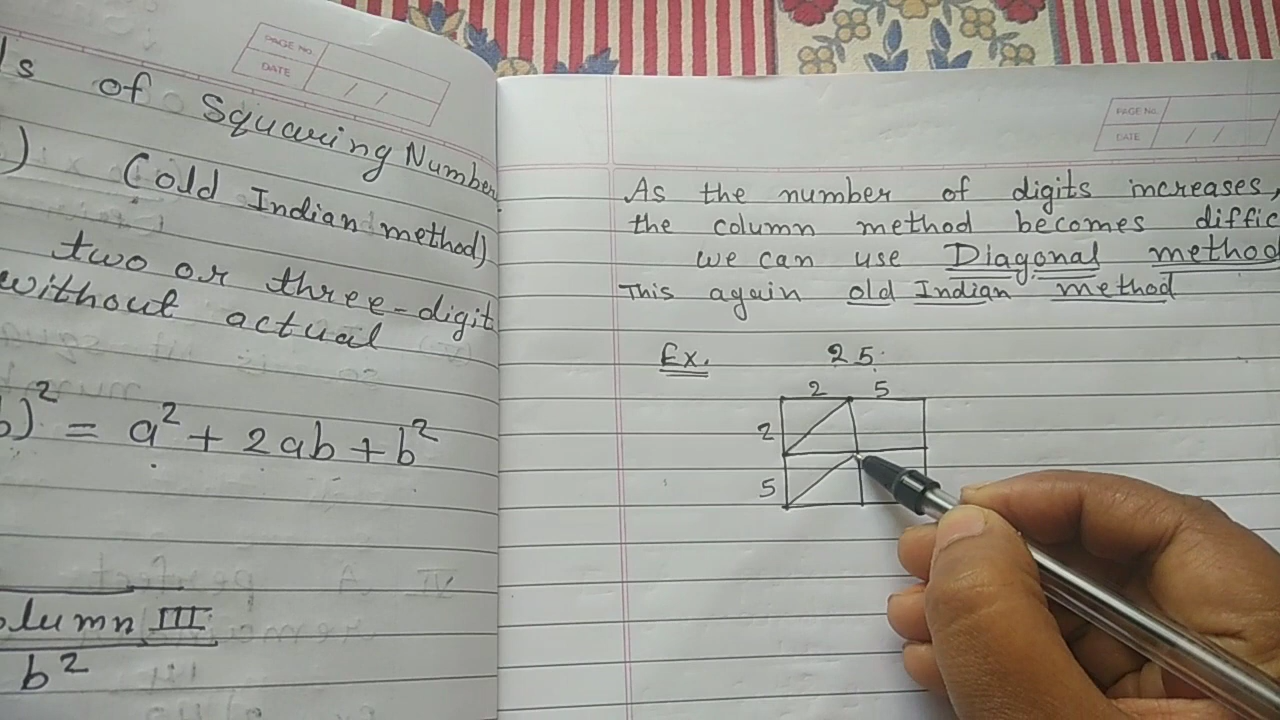 PAGE No.
DATE / /
of Squaring Number
) (old Indian method)
two or three-digit
without actual
b)² = a² + 2ab + b²
olumn III
b²
PAGE No.
DATE / /
As the number of digits increases,
the column method becomes diffic
we can use Diagonal method
This again old Indian method
Ex. 25.
2 5
2
5